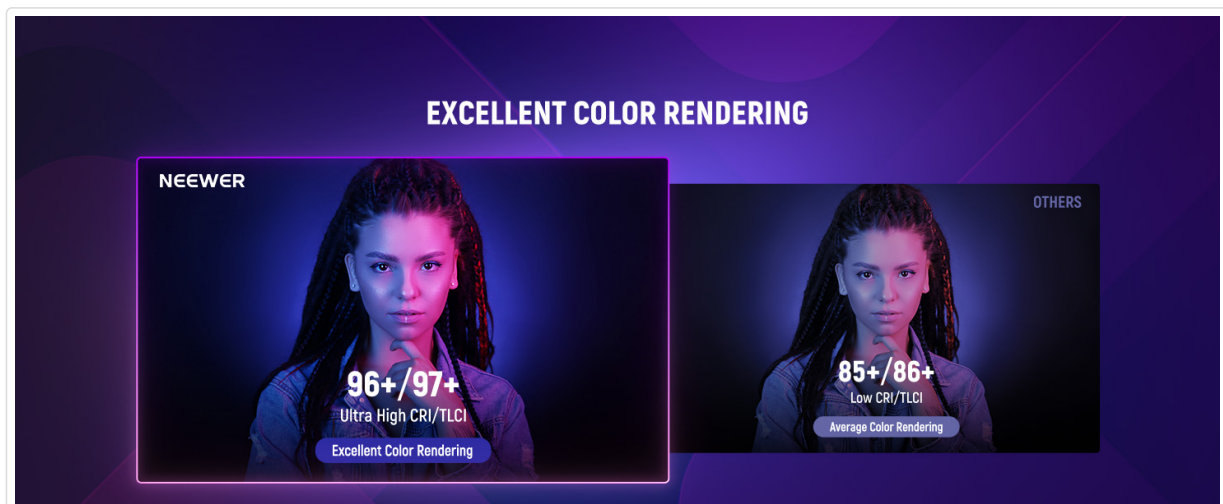 EXCELLENT COLOR RENDERING
NEEWER
96+/97+
Ultra High CRI/TLCI
Excellent Color Rendering
OTHERS
85+/86+
Low CRI/TLCI
Average Color Rendering